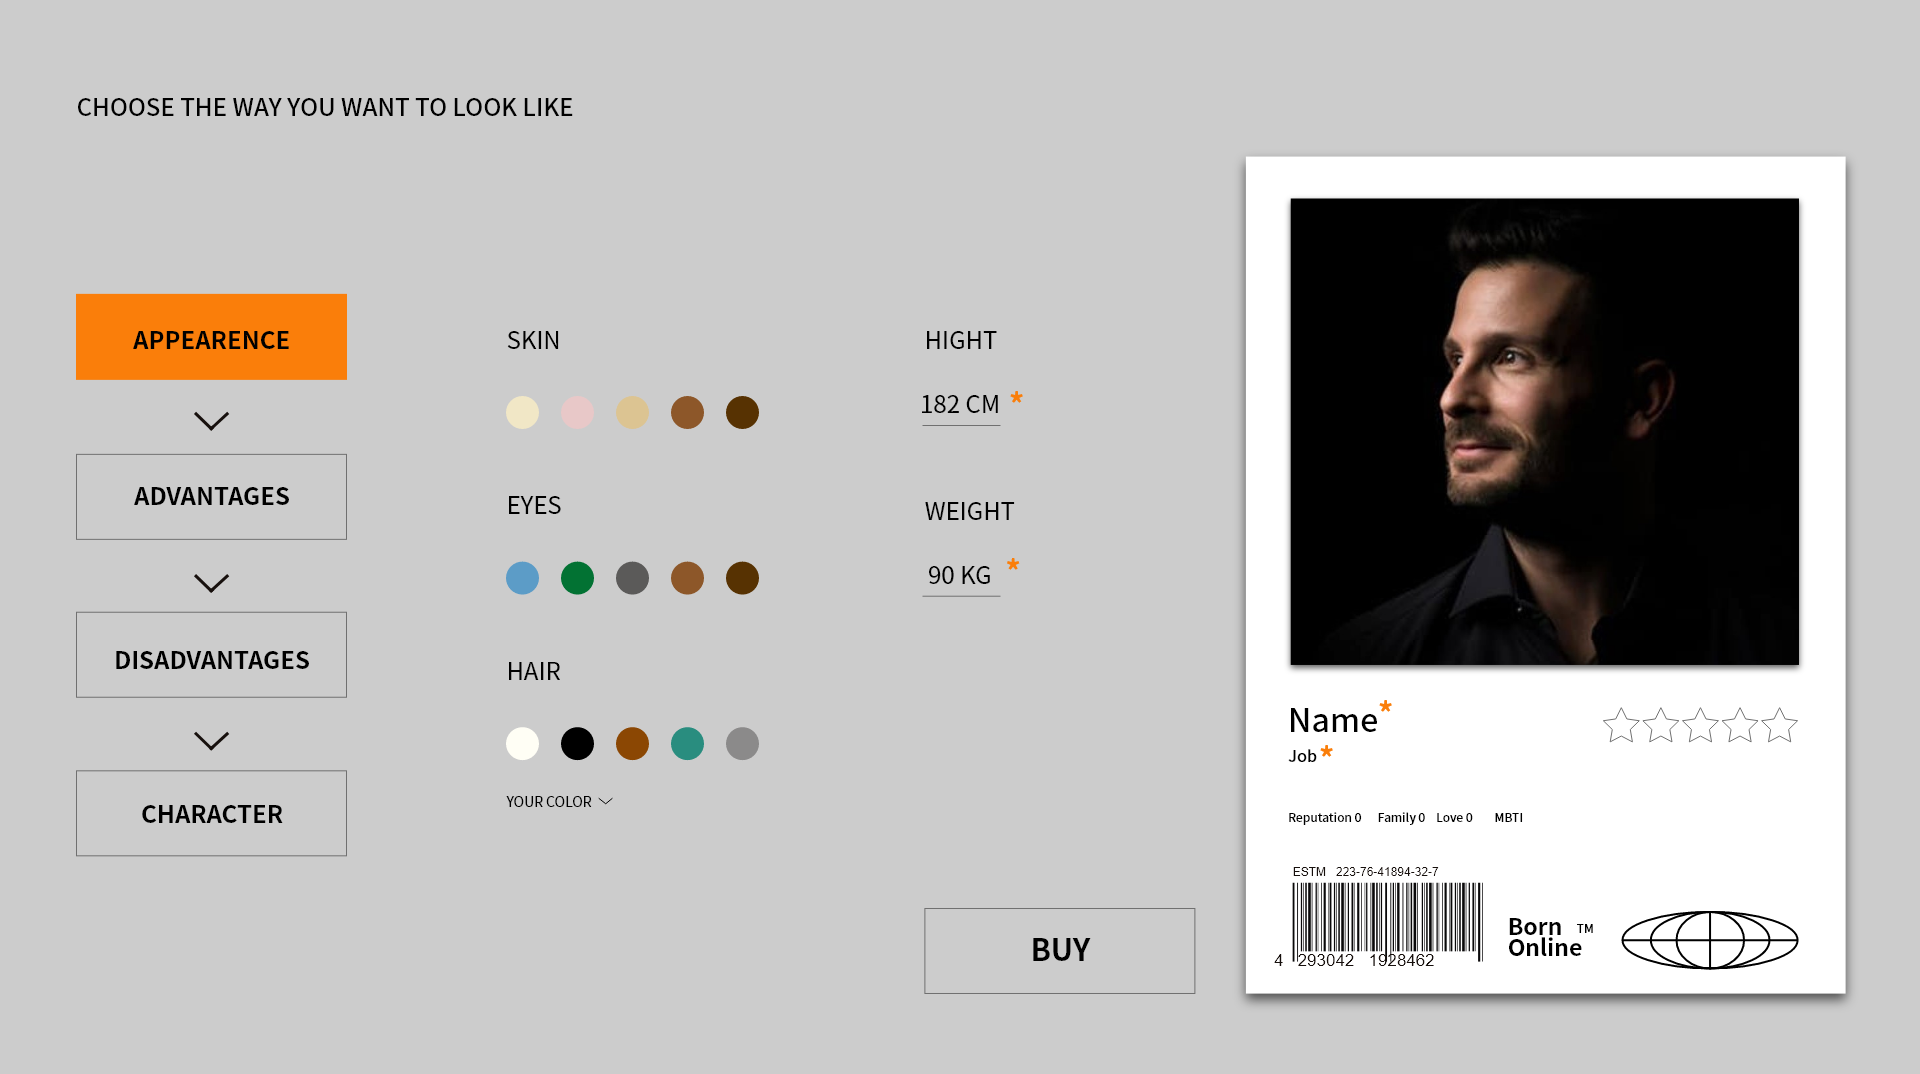 CHOOSE THE WAY YOU WANT TO LOOK LIKE
APPEARENCE
ADVANTAGES
DISADVANTAGES
CHARACTER
SKIN
EYES
HAIR
YOUR COLOR
HIGHT
182 CM *
WEIGHT
90 KG *
BUY
Name*
Job *
Reputation 0 Family 0 Love 0 MBTI
ESTM 223-76-41894-32-7
4 293042 1928462
Born TM
Online